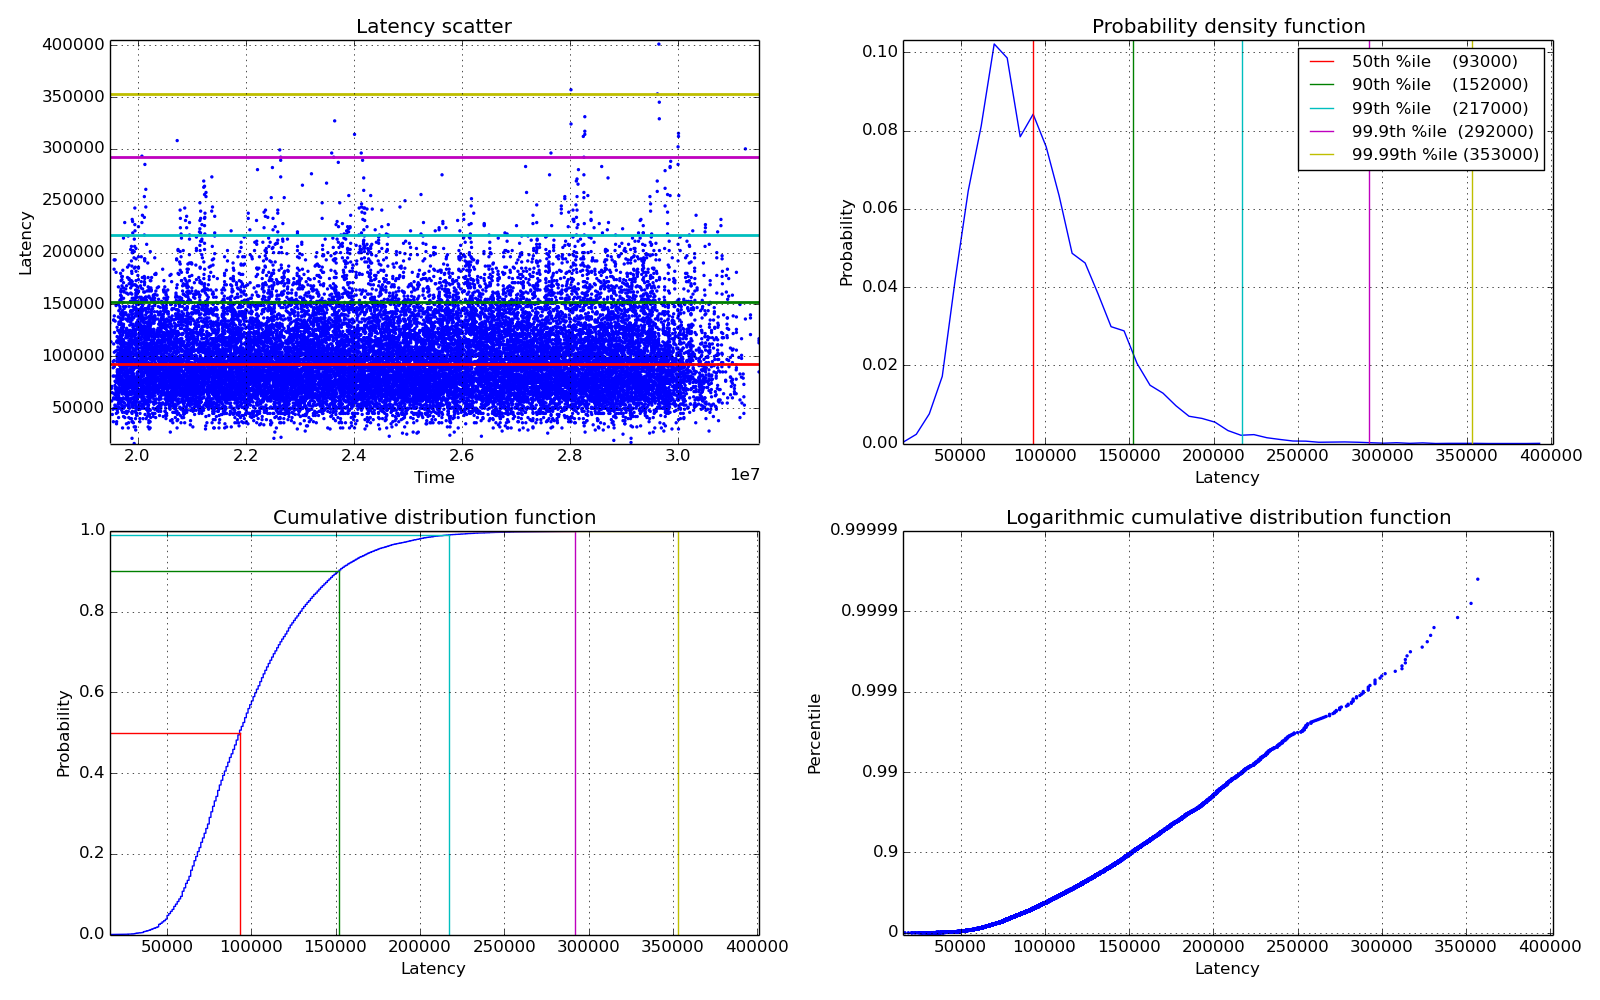 Latency scatter
400000
350000
300000
250000
200000
150000
100000
50000
Latency
2.0 2.2 2.4 2.6 2.8 3.0
1e7
Time
Probability density function
50th %ile (93000)
90th %ile (152000)
99th %ile (217000)
99.9th %ile (292000)
99.99th %ile (353000)
0.10
0.08
0.06
0.04
0.02
0.00
Probability
50000 100000 150000 200000 250000 300000 350000 400000
Latency
Cumulative distribution function
1.0
0.8
0.6
0.4
0.2
0.0
Probability
50000 100000 150000 200000 250000 300000 350000 400000
Latency
Logarithmic cumulative distribution function
0.99999
0.9999
0.999
0.99
0.9
0
Percentile
50000 100000 150000 200000 250000 300000 350000 400000
Latency